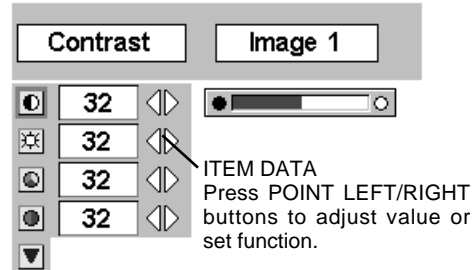 Contrast Image 1
32
32
32
32
ITEM DATA
Press POINT LEFT/RIGHT
buttons to adjust value or
set function.